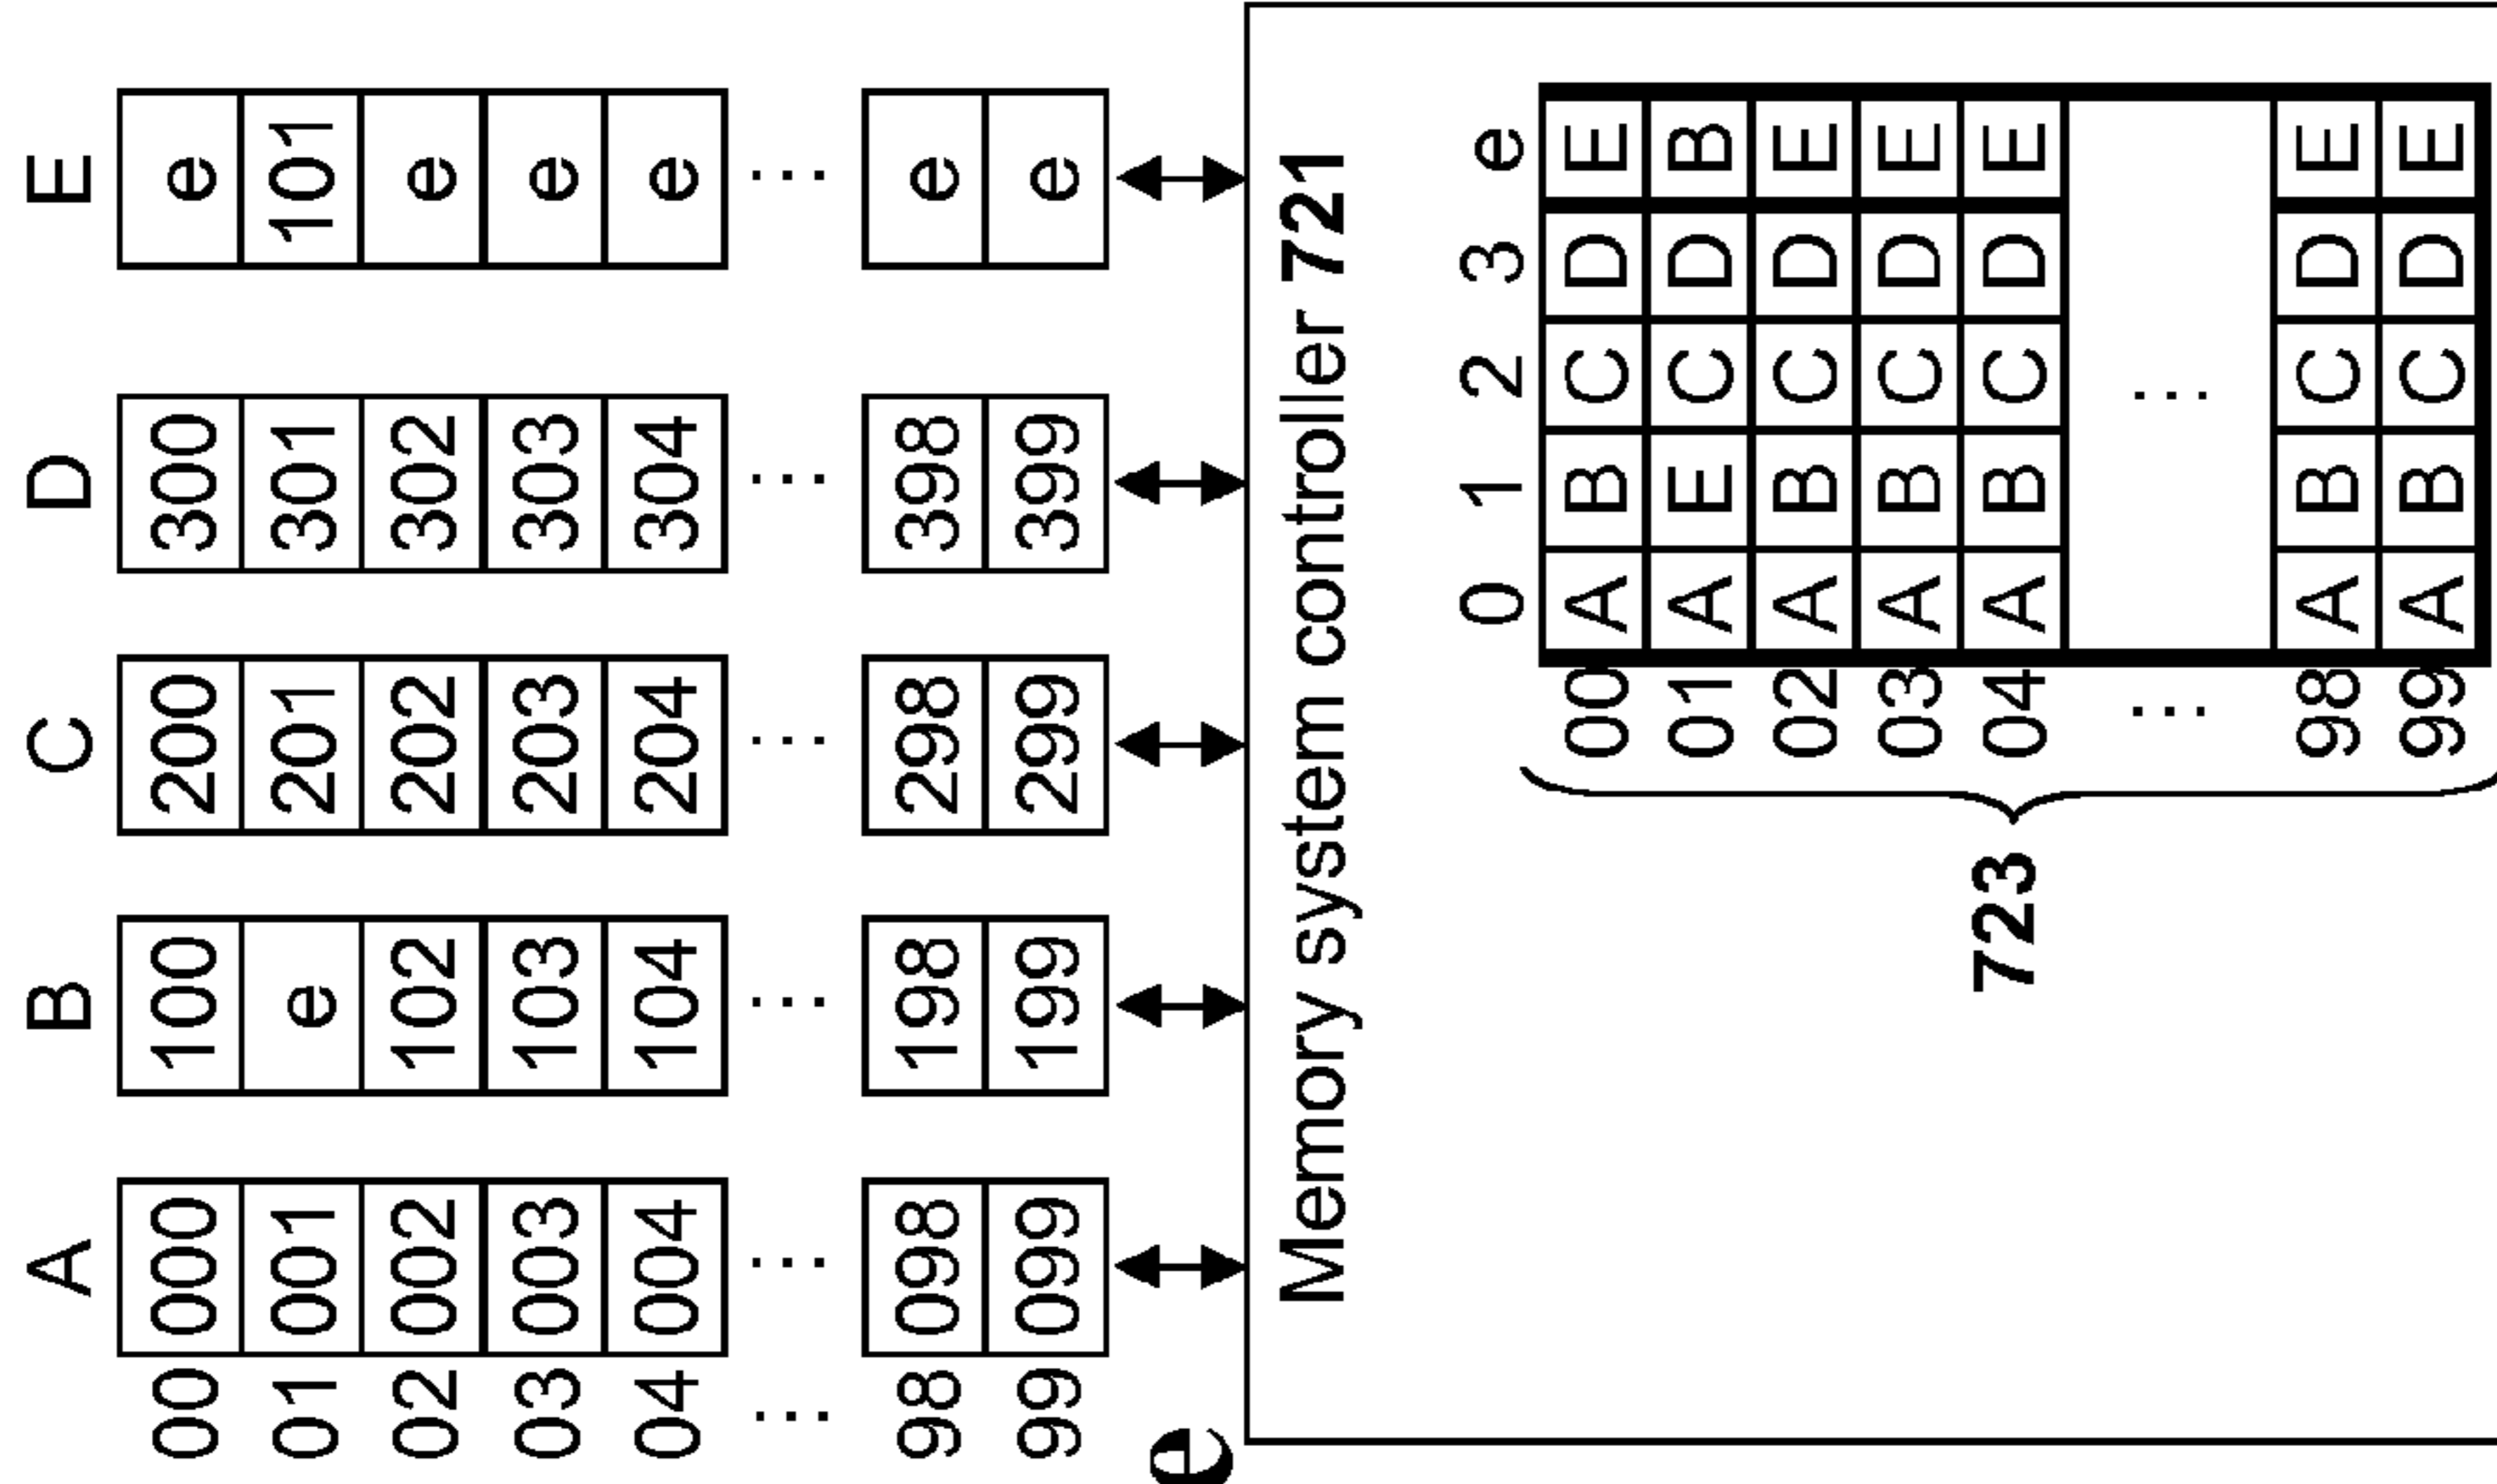 A B C D E
00 000 100 200 300 e
01 001 e 201 301 101
02 002 102 202 302 e
03 003 103 203 303 e
04 004 104 204 304 e
... ... ... ... ... ...
98 098 198 298 398 e
99 099 199 299 399 e
e
Memory system controller 721
0 1 2 3 e
00 A B C D E
01 A E C D B
02 A B C D E
03 A B C D E
04 A B C D E
723 ... ...
98 A B C D E
99 A B C D E